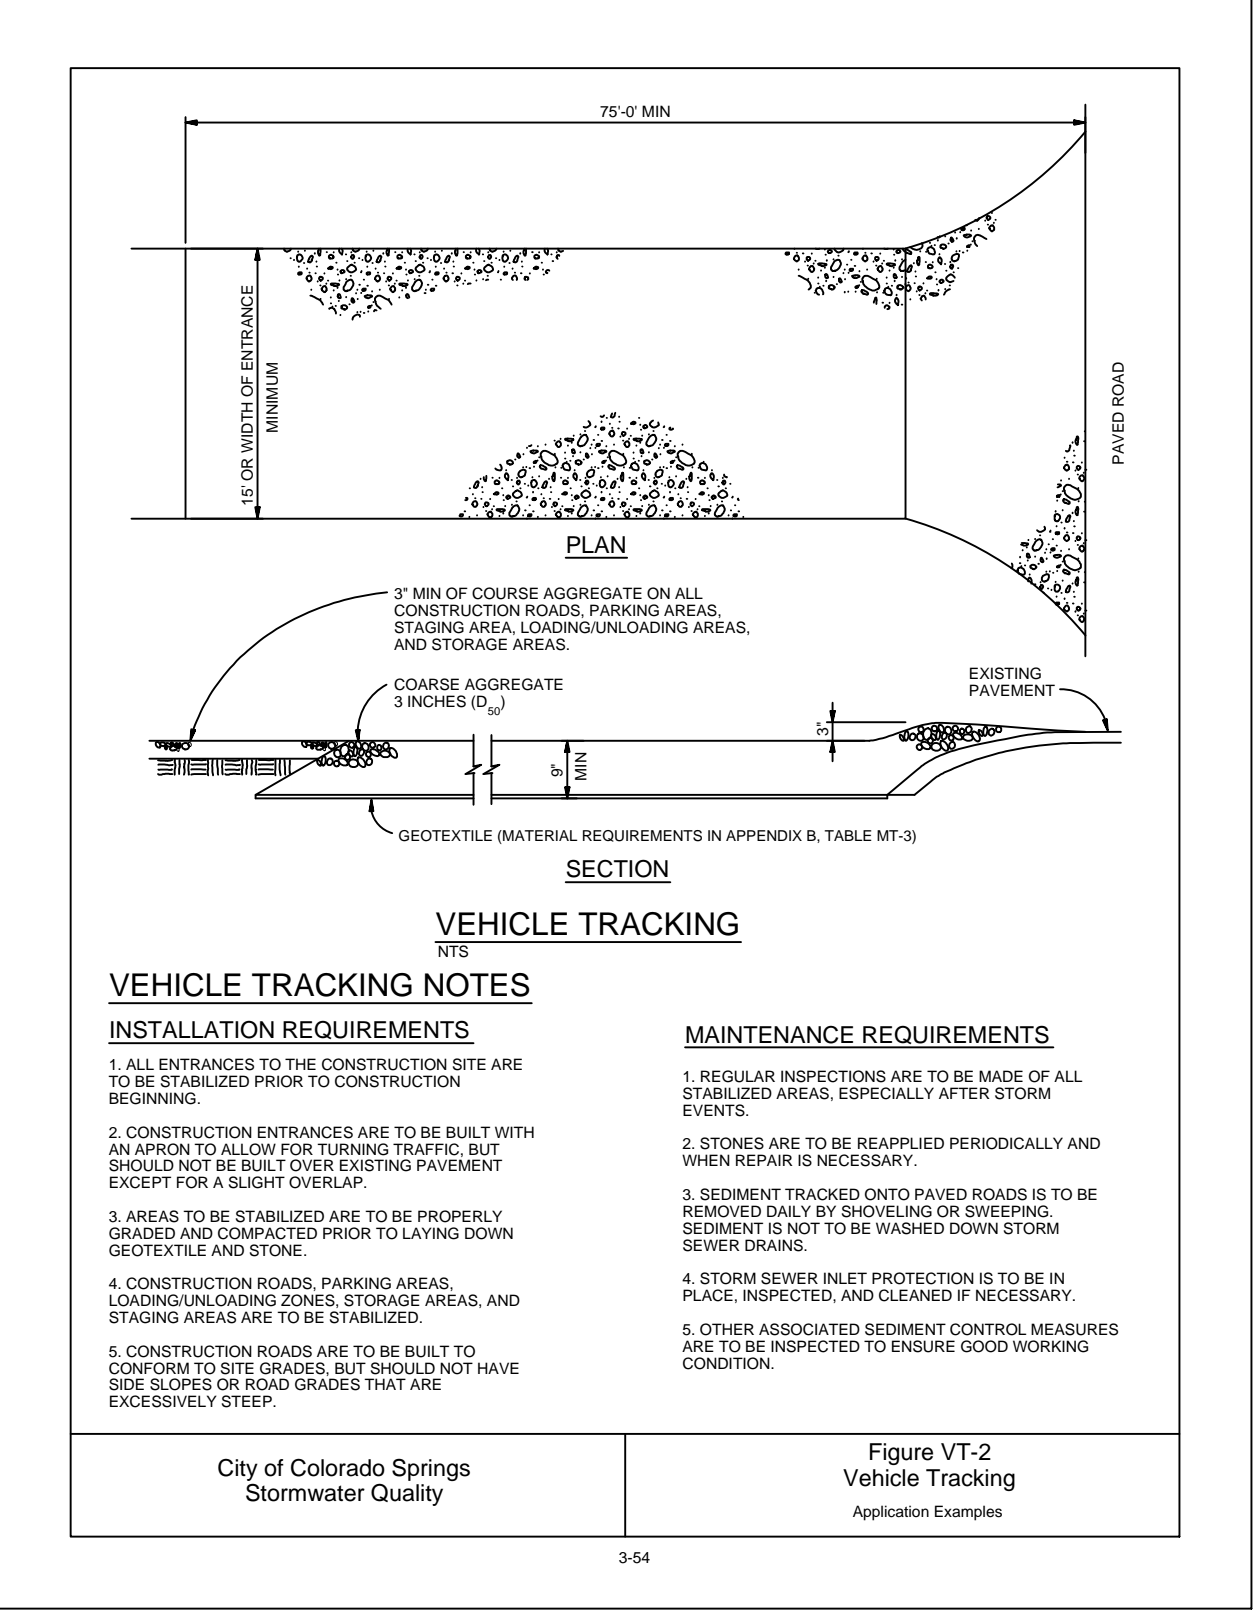 75'-0' MIN
15' OR WIDTH OF ENTRANCE
MINIMUM
PAVED ROAD
PLAN
3" MIN OF COURSE AGGREGATE ON ALL
CONSTRUCTION ROADS, PARKING AREAS,
STAGING AREA, LOADING/UNLOADING AREAS,
AND STORAGE AREAS.
COARSE AGGREGATE
3 INCHES (D50)
EXISTING
PAVEMENT
3"
9"
MIN
GEOTEXTILE (MATERIAL REQUIREMENTS IN APPENDIX B, TABLE MT-3)
SECTION
VEHICLE TRACKING
NTS
VEHICLE TRACKING NOTES
INSTALLATION REQUIREMENTS
1. ALL ENTRANCES TO THE CONSTRUCTION SITE ARE
TO BE STABILIZED PRIOR TO CONSTRUCTION
BEGINNING.
2. CONSTRUCTION ENTRANCES ARE TO BE BUILT WITH
AN APRON TO ALLOW FOR TURNING TRAFFIC, BUT
SHOULD NOT BE BUILT OVER EXISTING PAVEMENT
EXCEPT FOR A SLIGHT OVERLAP.
3. AREAS TO BE STABILIZED ARE TO BE PROPERLY
GRADED AND COMPACTED PRIOR TO LAYING DOWN
GEOTEXTILE AND STONE.
4. CONSTRUCTION ROADS, PARKING AREAS,
LOADING/UNLOADING ZONES, STORAGE AREAS, AND
STAGING AREAS ARE TO BE STABILIZED.
5. CONSTRUCTION ROADS ARE TO BE BUILT TO
CONFORM TO SITE GRADES, BUT SHOULD NOT HAVE
SIDE SLOPES OR ROAD GRADES THAT ARE
EXCESSIVELY STEEP.
MAINTENANCE REQUIREMENTS
1. REGULAR INSPECTIONS ARE TO BE MADE OF ALL
STABILIZED AREAS, ESPECIALLY AFTER STORM
EVENTS.
2. STONES ARE TO BE REAPPLIED PERIODICALLY AND
WHEN REPAIR IS NECESSARY.
3. SEDIMENT TRACKED ONTO PAVED ROADS IS TO BE
REMOVED DAILY BY SHOVELING OR SWEEPING.
SEDIMENT IS NOT TO BE WASHED DOWN STORM
SEWER DRAINS.
4. STORM SEWER INLET PROTECTION IS TO BE IN
PLACE, INSPECTED, AND CLEANED IF NECESSARY.
5. OTHER ASSOCIATED SEDIMENT CONTROL MEASURES
ARE TO BE INSPECTED TO ENSURE GOOD WORKING
CONDITION.
City of Colorado Springs
Stormwater Quality
Figure VT-2
Vehicle Tracking
Application Examples
3-54